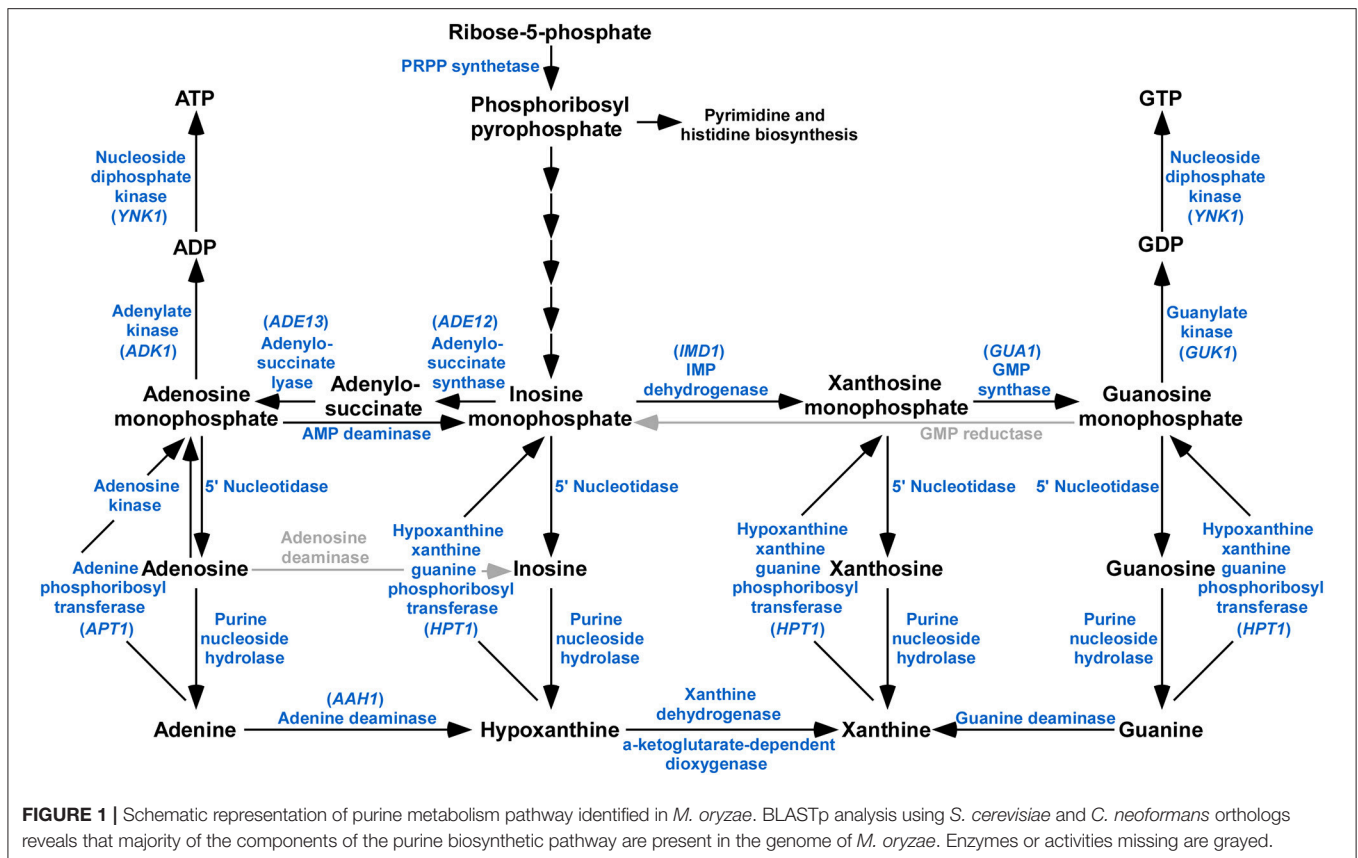 Ribose-5-phosphate
PRPP synthetase
Phosphoribosyl
pyrophosphate
Pyrimidine and
histidine biosynthesis
ATP
Nucleoside
diphosphate
kinase
(YNK1)
ADP
Adenylate
kinase
(ADK1)
GTP
Nucleoside
diphosphate
kinase
(YNK1)
GDP
Guanylate
kinase
(GUK1)
Adenosine
monophosphate
(ADE13)
Adenylo-
succinate
lyase
Adenylo-
succinate
(ADE12)
Adenylo-
succinate
synthase
Inosine
monophosphate
(IMD1)
IMP
dehydrogenase
Xanthosine
monophosphate
(GUA1)
GMP
synthase
Guanosine
monophosphate
AMP deaminase
GMP reductase
Adenosine
kinase
5' Nucleotidase
5' Nucleotidase
5' Nucleotidase
5' Nucleotidase
Adenine
phosphoribosyl
transferase
(APT1)
Adenosine
Adenosine
deaminase
Hypoxanthine
xanthine
guanine
phosphoribosyl
transferase
(HPT1)
Inosine
Hypoxanthine
xanthine
guanine
phosphoribosyl
transferase
(HPT1)
Xanthosine
Guanosine
Hypoxanthine
xanthine
guanine
phosphoribosyl
transferase
(HPT1)
Purine
nucleoside
hydrolase
Purine
nucleoside
hydrolase
Purine
nucleoside
hydrolase
Purine
nucleoside
hydrolase
Adenine
(AAH1)
Adenine deaminase
Hypoxanthine
Xanthine
dehydrogenase
a-ketoglutarate-dependent
dioxygenase
Xanthine
Guanine deaminase
Guanine
FIGURE 1 | Schematic representation of purine metabolism pathway identified in M. oryzae. BLASTp analysis using S. cerevisiae and C. neoformans orthologs
reveals that majority of the components of the purine biosynthetic pathway are present in the genome of M. oryzae. Enzymes or activities missing are grayed.